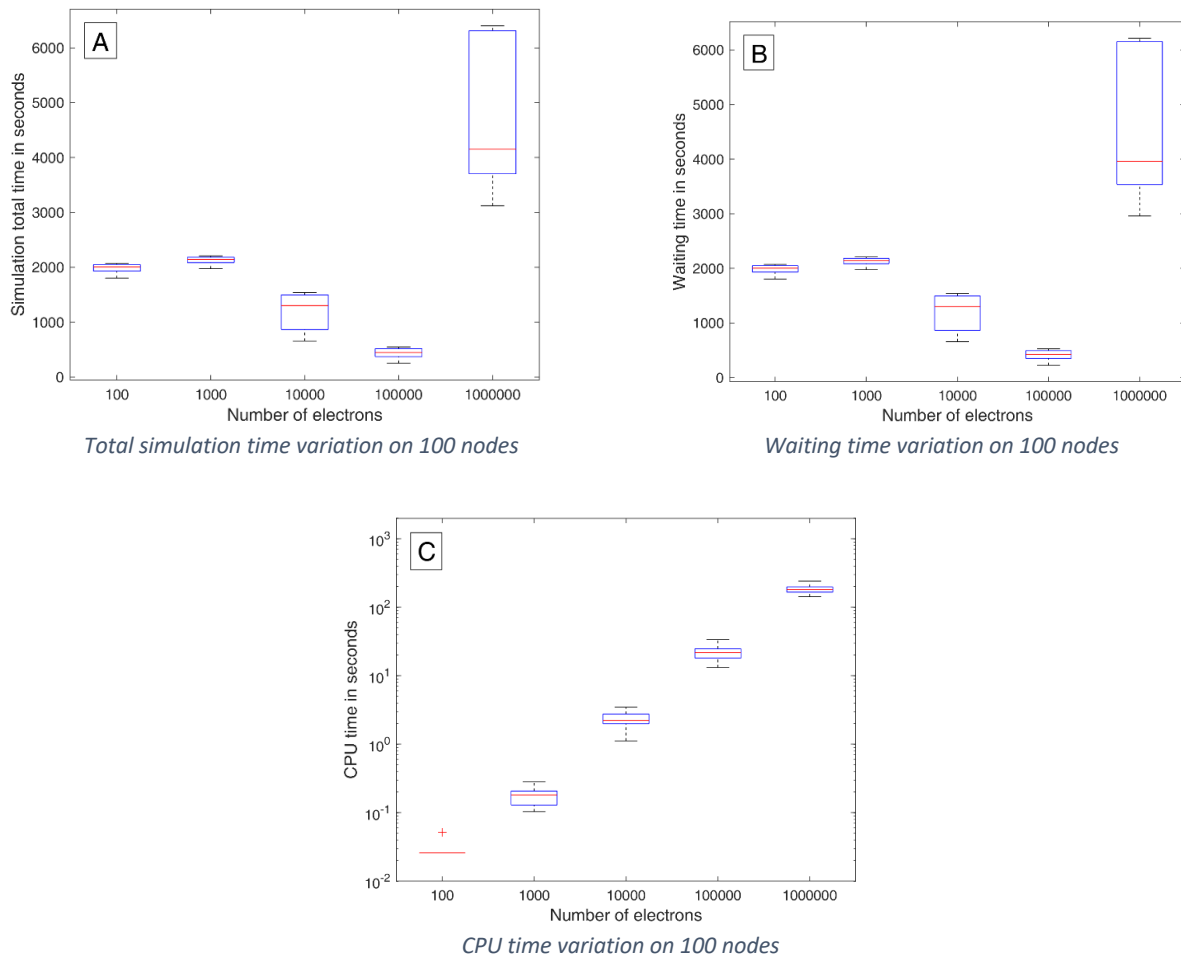 A
Simulation total time in seconds
6000
5000
4000
3000
2000
1000
0
100 1000 10000 100000 1000000
Number of electrons
Total simulation time variation on 100 nodes
B
Waiting time in seconds
6000
5000
4000
3000
2000
1000
0
100 1000 10000 100000 1000000
Number of electrons
Waiting time variation on 100 nodes
C
CPU time in seconds
10^3
10^2
10^1
10^0
10^-1
10^-2
100 1000 10000 100000 1000000
Number of electrons
CPU time variation on 100 nodes